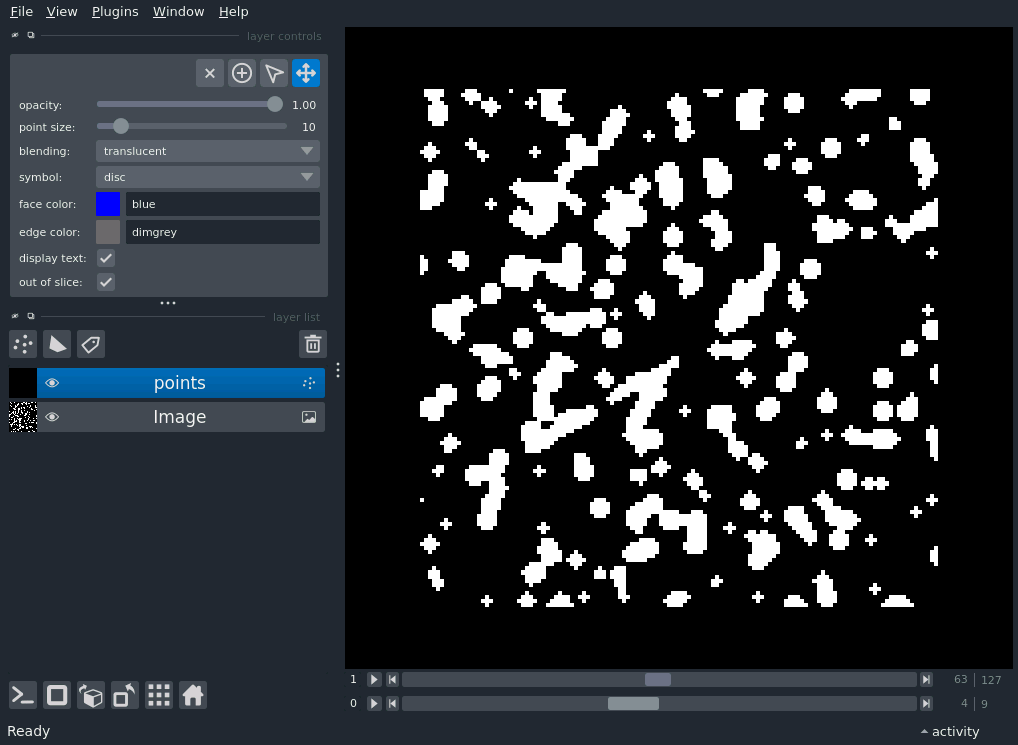 File View Plugins Window Help
layer controls
opacity: 1.00
point size: 10
blending: translucent
symbol: disc
face color: blue
edge color: dimgrey
display text:
out of slice:
layer list
points
Image
1 63 127
0 4 9
Ready activity